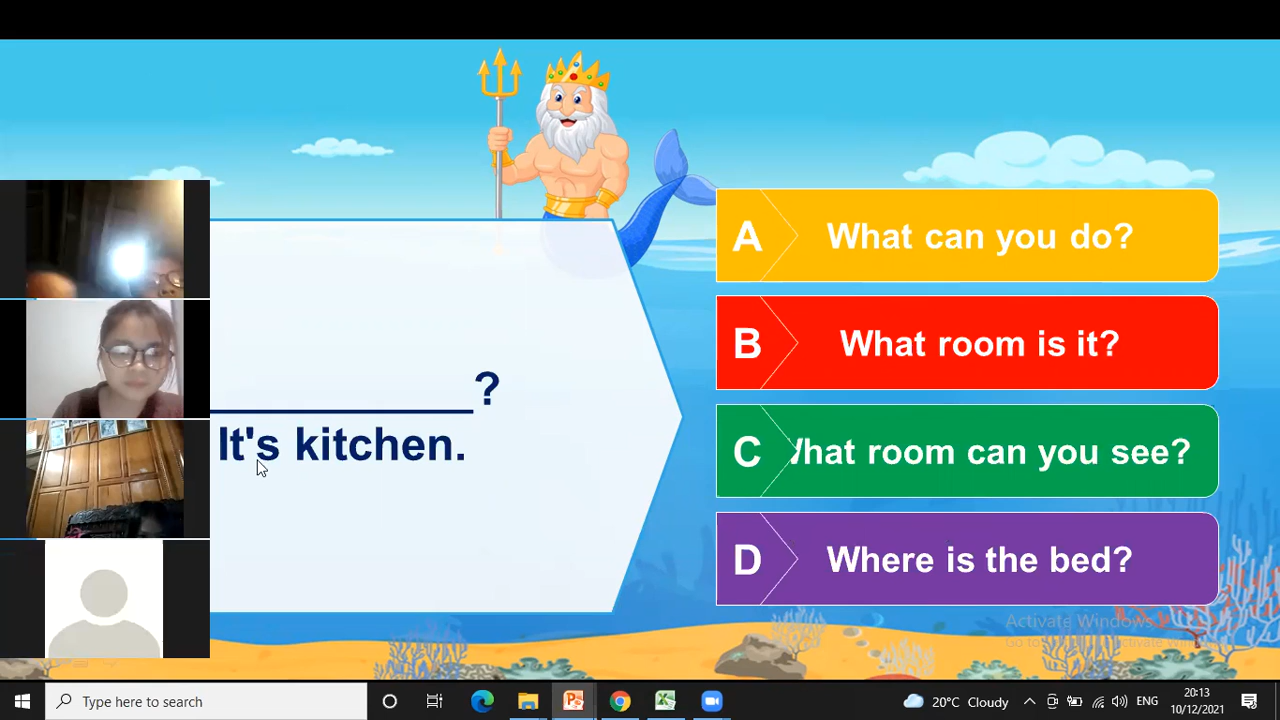 ?
It's kitchen.
A What can you do?
B What room is it?
C What room can you see?
D Where is the bed?
Activate Windows
Type here to search
20°C Cloudy
ENG
20:13
10/12/2021